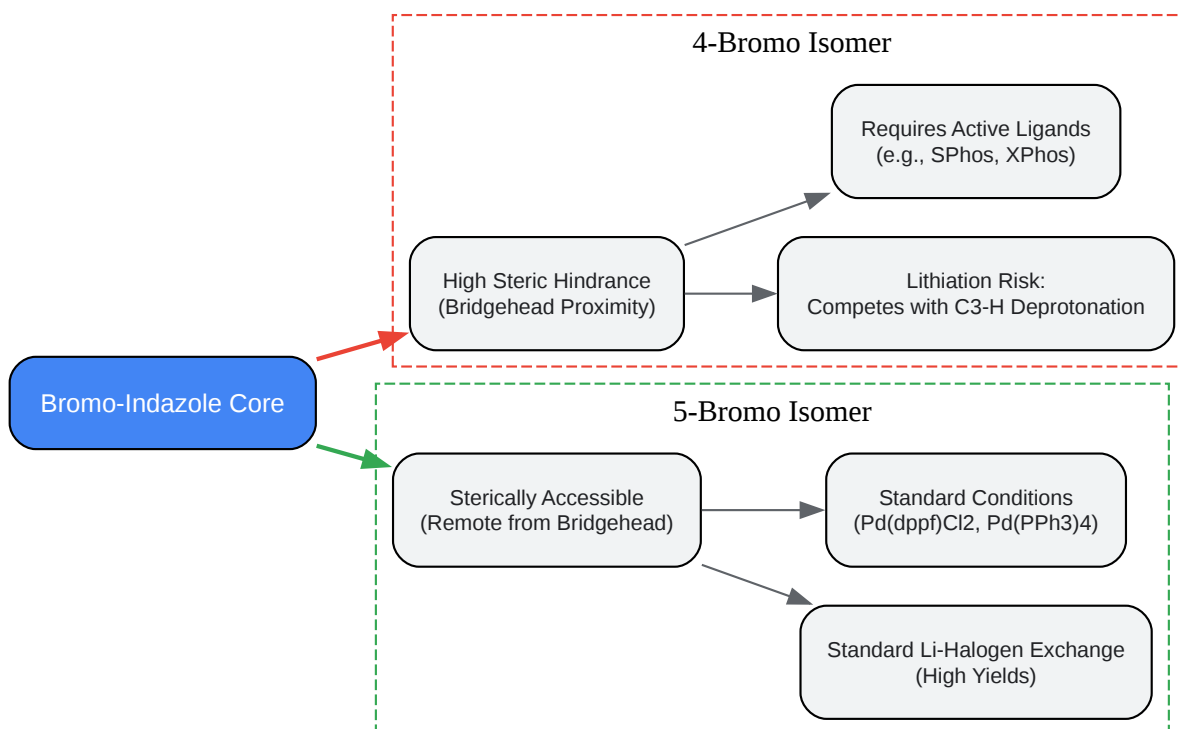 4-Bromo Isomer
Requires Active Ligands
(e.g., SPhos, XPhos)
High Steric Hindrance
(Bridgehead Proximity)
Lithiation Risk:
Competes with C3-H Deprotonation
Bromo-Indazole Core
5-Bromo Isomer
Sterically Accessible
(Remote from Bridgehead)
Standard Conditions
(Pd(dppf)Cl2, Pd(PPh3)4)
Standard Li-Halogen Exchange
(High Yields)